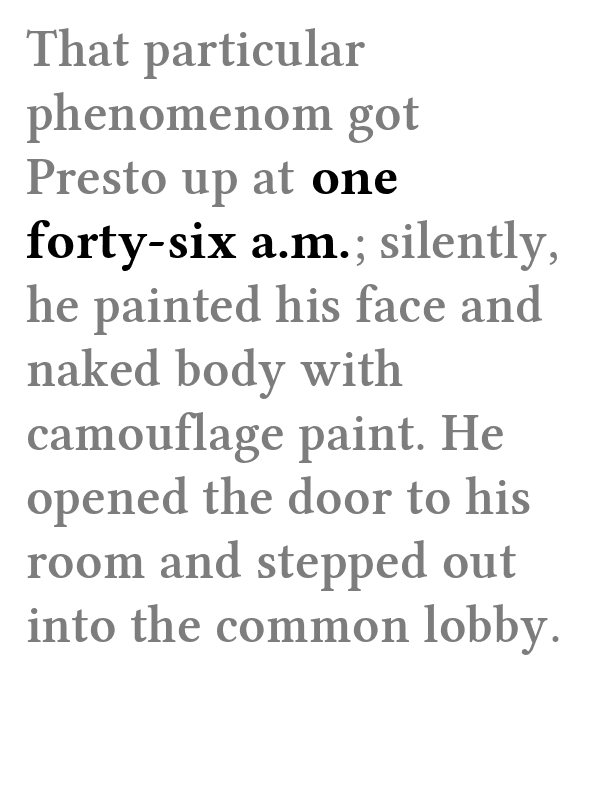 That particular
phenomenom got
Presto up at one
forty-six a.m.; silently,
he painted his face and
naked body with
camouflage paint. He
opened the door to his
room and stepped out
into the common lobby.